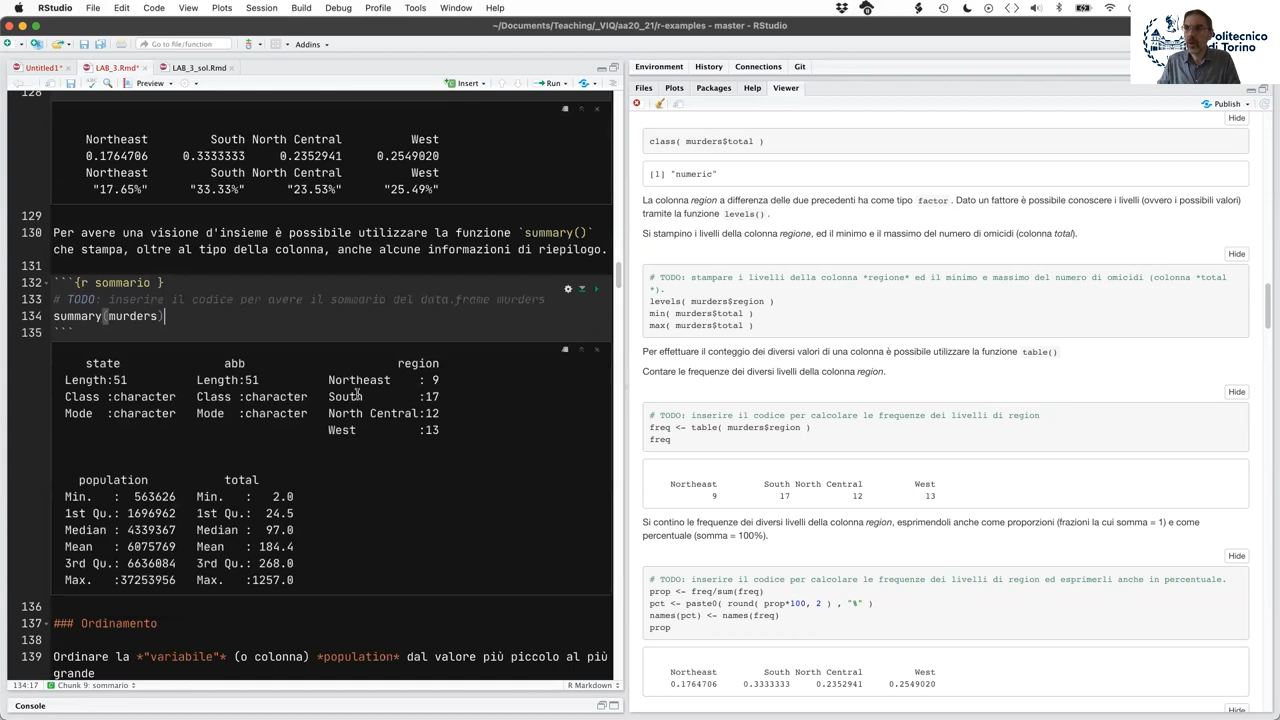 RStudio File Edit Code View Plots Session Build Debug Profile Tools Window Help
~/Documents/Teaching/_VIQ/aa20_21/r-examples - master - RStudio
Politecnico
di Torino
Go to file/function
Addins
Untitled1*
LAB_3.Rmd*
LAB_3_sol.Rmd
Preview
Insert
Run
128
Northeast South North Central West
0.1764706 0.3333333 0.2352941 0.2549020
Northeast South North Central West
"17.65%" "33.33%" "23.53%" "25.49%"
129
130 Per avere una visione d'insieme è possibile utilizzare la funzione `summary()`
che stampa, oltre al tipo della colonna, anche alcune informazioni di riepilogo.
131
132 ```{r sommario }
133 # TODO: inserire il codice per avere il sommario del data.frame murders
134 summary(murders)
135 ```
state abb region
Length:51 Length:51 Northeast : 9
Class :character Class :character South :17
Mode :character Mode :character North Central:12
West :13
population total
Min. : 563626 Min. : 2.0
1st Qu.: 1696962 1st Qu.: 24.5
Median : 4339367 Median : 97.0
Mean : 6075769 Mean : 184.4
3rd Qu.: 6636084 3rd Qu.: 268.0
Max. :37253956 Max. :1257.0
136
137 ### Ordinamento
138
139 Ordinare la *"variabile"* (o colonna) *population* dal valore più piccolo al più
grande
134:17 Chunk 9: sommario R Markdown
Console
Environment History Connections Git
Files Plots Packages Help Viewer
Publish
Hide
class( murders$total )
[1] "numeric"
La colonna region a differenza delle due precedenti ha come tipo factor. Dato un fattore è possibile conoscere i livelli (ovvero i possibili valori)
tramite la funzione levels().
Si stampino i livelli della colonna regione, ed il minimo e il massimo del numero di omicidi (colonna total).
Hide
# TODO: stampare i livelli della colonna *regione* ed il minimo e massimo del numero di omicidi (colonna *total
*).
levels( murders$region )
min( murders$total )
max( murders$total )
Per effettuare il conteggio dei diversi valori di una colonna è possibile utilizzare la funzione table()
Contare le frequenze dei diversi livelli della colonna region.
Hide
# TODO: inserire il codice per calcolare le frequenze dei livelli di region
freq <- table( murders$region )
freq
Northeast South North Central West
9 17 12 13
Si contino le frequenze dei diversi livelli della colonna region, esprimendoli anche come proporzioni (frazioni la cui somma = 1) e come
percentuale (somma = 100%).
Hide
# TODO: inserire il codice per calcolare le frequenze dei livelli di region ed esprimerli anche in percentuale.
prop <- freq/sum(freq)
pct <- paste0( round( prop*100, 2 ) , "%" )
names(pct) <- names(freq)
prop
Northeast South North Central West
0.1764706 0.3333333 0.2352941 0.2549020
Hide